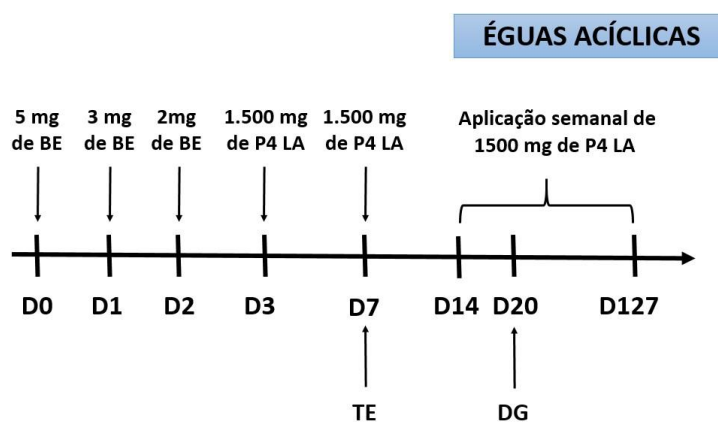 ÉGUAS ACÍCLICAS
5 mg
de BE
3 mg
de BE
2mg
de BE
1.500 mg
de P4 LA
1.500 mg
de P4 LA
Aplicação semanal de
1500 mg de P4 LA
D0
D1
D2
D3
D7
D14
D20
D127
TE
DG